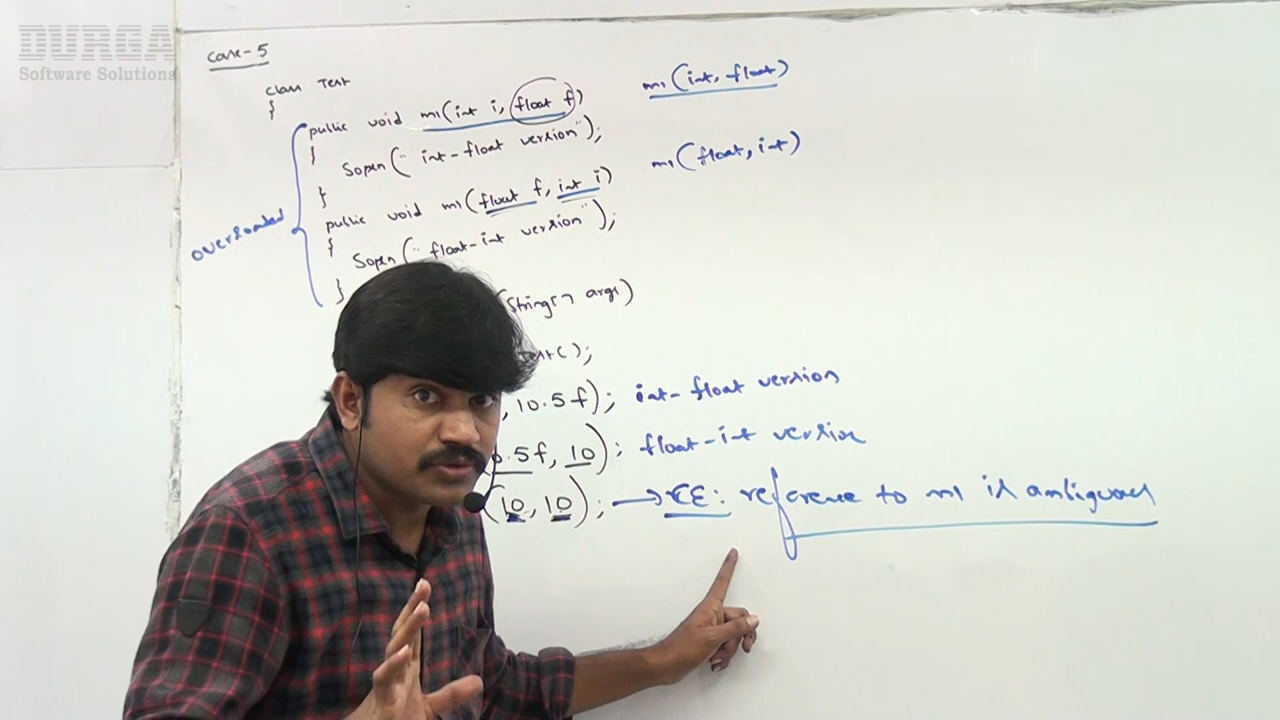 DURGA
Software Solutions
Case-5
class Test
{
public void m1(int i, float f)
{
Sopln("int-float version");
}
public void m1(float f, int i)
{
Sopln("float-int version");
}
overloaded
m1(int, float)
m1(float, int)
(String[] args)
);
, 10.5f); int-float version
.5f, 10); float-int version
(10, 10); → CE: reference to m1 is ambiguous